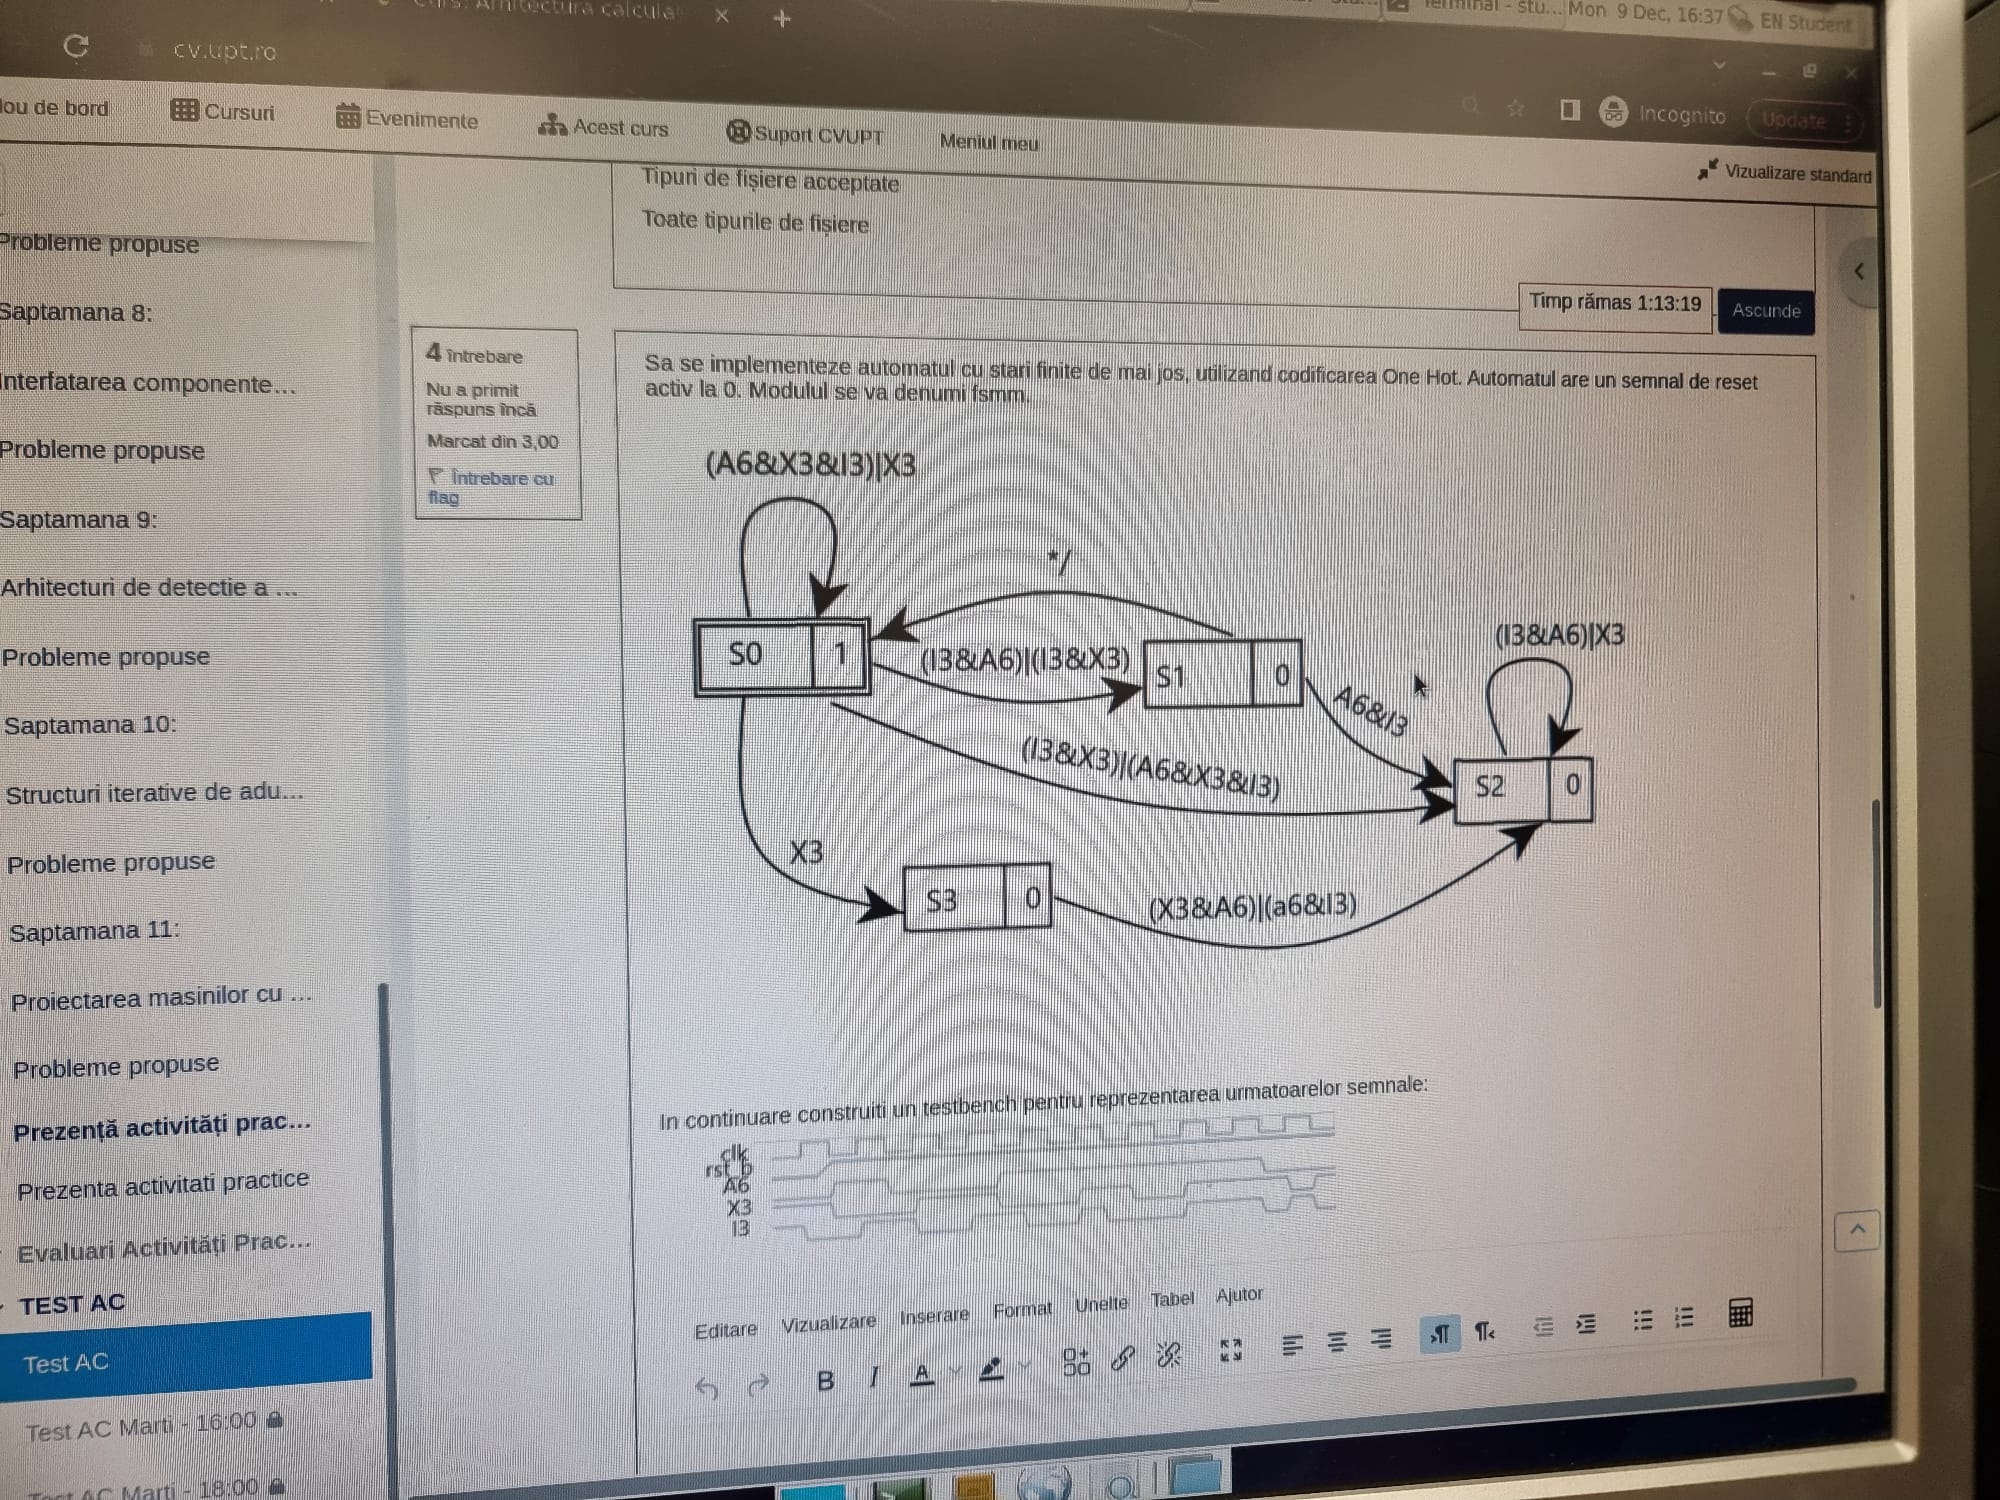 Curs: Arhitectura calcula
Mon 9 Dec, 16:37
EN Student
cv.upt.ro
Incognito
Update
ou de bord
Cursuri
Evenimente
Acest curs
Suport CVUPT
Meniul meu
Vizualizare standard
Tipuri de fișiere acceptate
Toate tipurile de fișiere
Timp rămas 1:13:19
Ascunde
Probleme propuse
Saptamana 8:
Interfatarea componente...
Probleme propuse
Saptamana 9:
Arhitecturi de detectie a ...
Probleme propuse
Saptamana 10:
Structuri iterative de adu...
Probleme propuse
Saptamana 11:
Proiectarea masinilor cu ...
Probleme propuse
Prezență activități prac...
Prezenta activitati practice
Evaluari Activități Prac...
TEST AC
Test AC
Test AC Marti - 16:00
Test AC Marti - 18:00
4 întrebare
Nu a primit
răspuns încă
Marcat din 3,00
Întrebare cu
flag
Sa se implementeze automatul cu stari finite de mai jos, utilizand codificarea One Hot. Automatul are un semnal de reset
activ la 0. Modulul se va denumi fsmm.
(A6&X3&I3)|X3
*/
S0 1
(I3&A6)|(I3&X3)
S1 0
A6&I3
(I3&A6)|X3
(I3&X3)|(A6&X3&I3)
S2 0
X3
S3 0
(X3&A6)|(a6&I3)
In continuare construiti un testbench pentru reprezentarea urmatoarelor semnale:
clk
rst_b
A6
X3
I3
Editare Vizualizare Inserare Format Unelte Tabel Ajutor
B I A